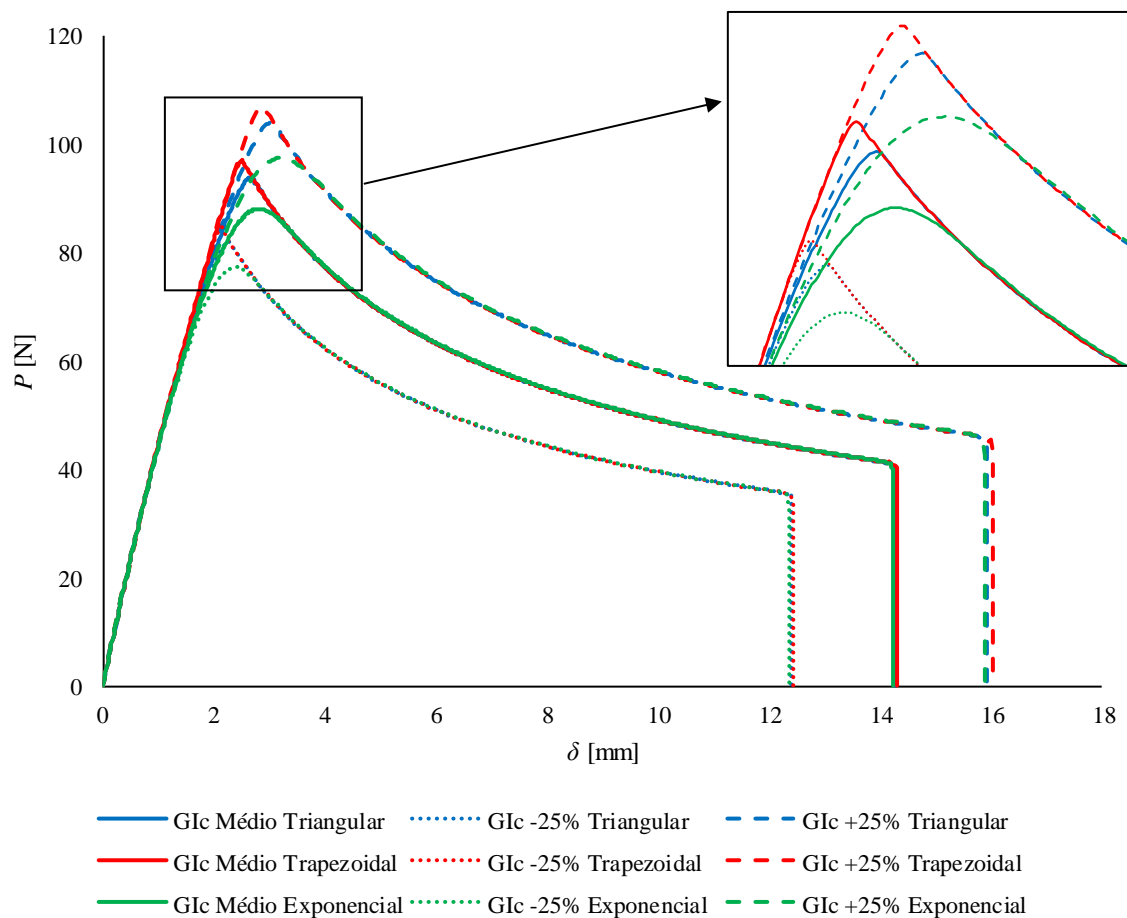 120
100
80
60
40
20
0
P [N]
0 2 4 6 8 10 12 14 16 18
δ [mm]
GIc Médio Triangular GIc -25% Triangular GIc +25% Triangular
GIc Médio Trapezoidal GIc -25% Trapezoidal GIc +25% Trapezoidal
GIc Médio Exponencial GIc -25% Exponencial GIc +25% Exponencial